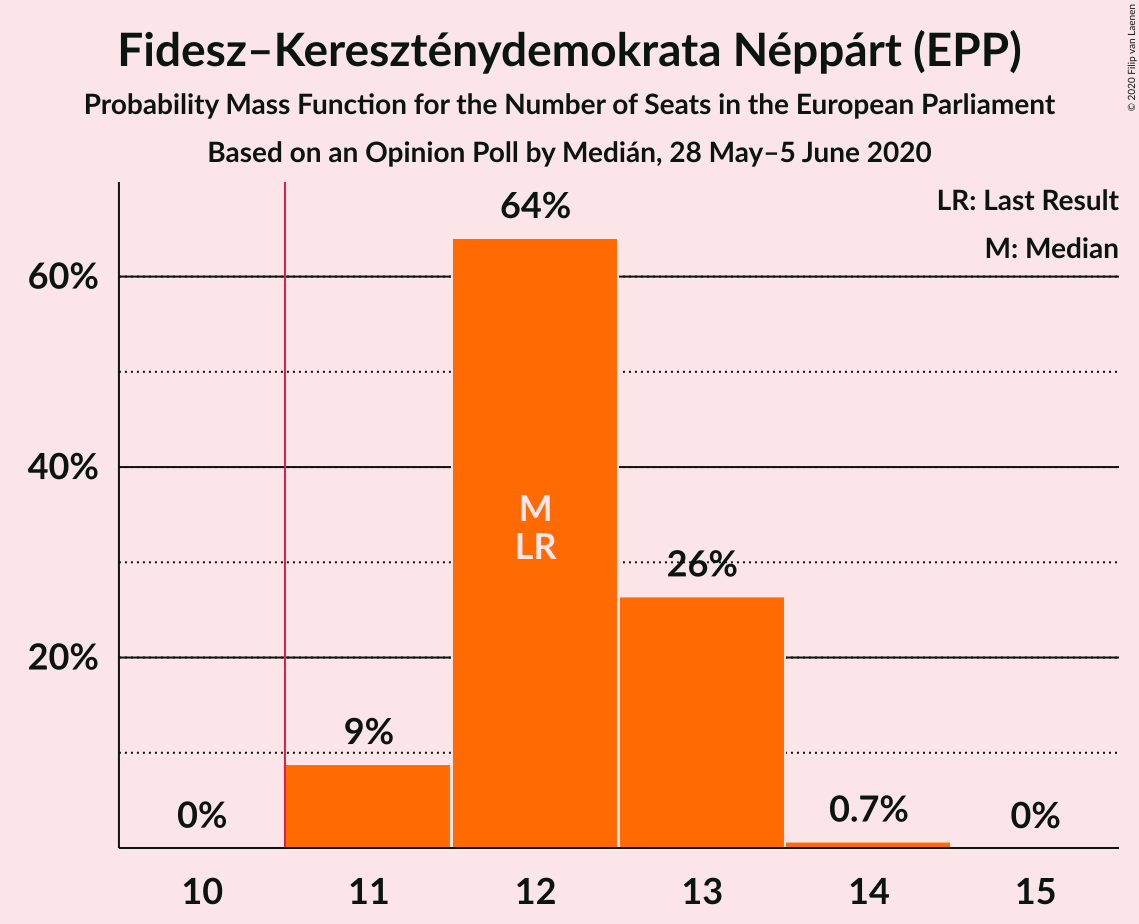 Fidesz–Kereszténydemokrata Néppárt (EPP)
Probability Mass Function for the Number of Seats in the European Parliament
Based on an Opinion Poll by Medián, 28 May–5 June 2020
© 2020 Filip van Laenen
LR: Last Result
M: Median
64%
60%
40%
M
LR
26%
20%
9%
0%
0.7%
0%
10 11 12 13 14 15